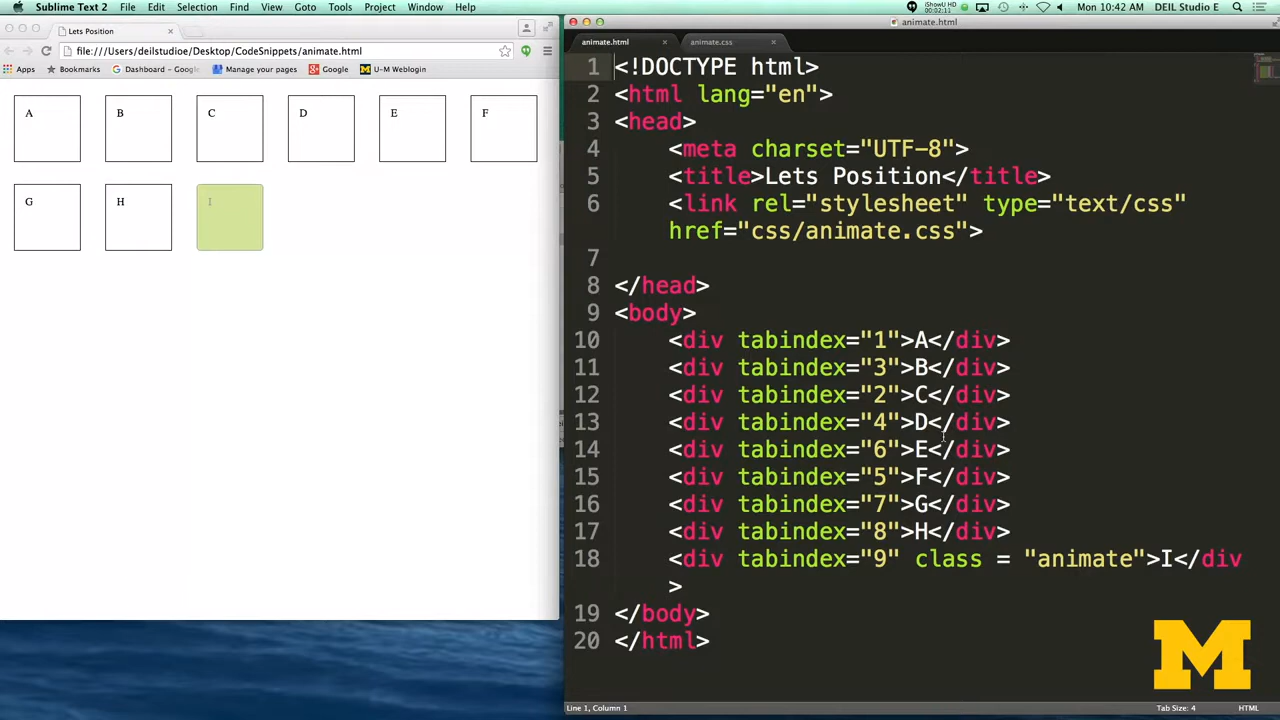 Sublime Text 2 File Edit Selection Find View Goto Tools Project Window Help
iShowU HD
00:02:11
Mon 10:42 AM DEIL Studio E
Lets Position
file:///Users/deilstudioe/Desktop/CodeSnippets/animate.html
Apps Bookmarks Dashboard - Goog Manage your pages Google U-M Weblogin
A B C D E F
G H I
animate.html
animate.html animate.css
1 <!DOCTYPE html>
2 <html lang="en">
3 <head>
4 <meta charset="UTF-8">
5 <title>Lets Position</title>
6 <link rel="stylesheet" type="text/css"
href="css/animate.css">
7
8 </head>
9 <body>
10 <div tabindex="1">A</div>
11 <div tabindex="3">B</div>
12 <div tabindex="2">C</div>
13 <div tabindex="4">D</div>
14 <div tabindex="6">E</div>
15 <div tabindex="5">F</div>
16 <div tabindex="7">G</div>
17 <div tabindex="8">H</div>
18 <div tabindex="9" class = "animate">I</div
>
19 </body>
20 </html>
M
Line 1, Column 1 Tab Size: 4 HTML